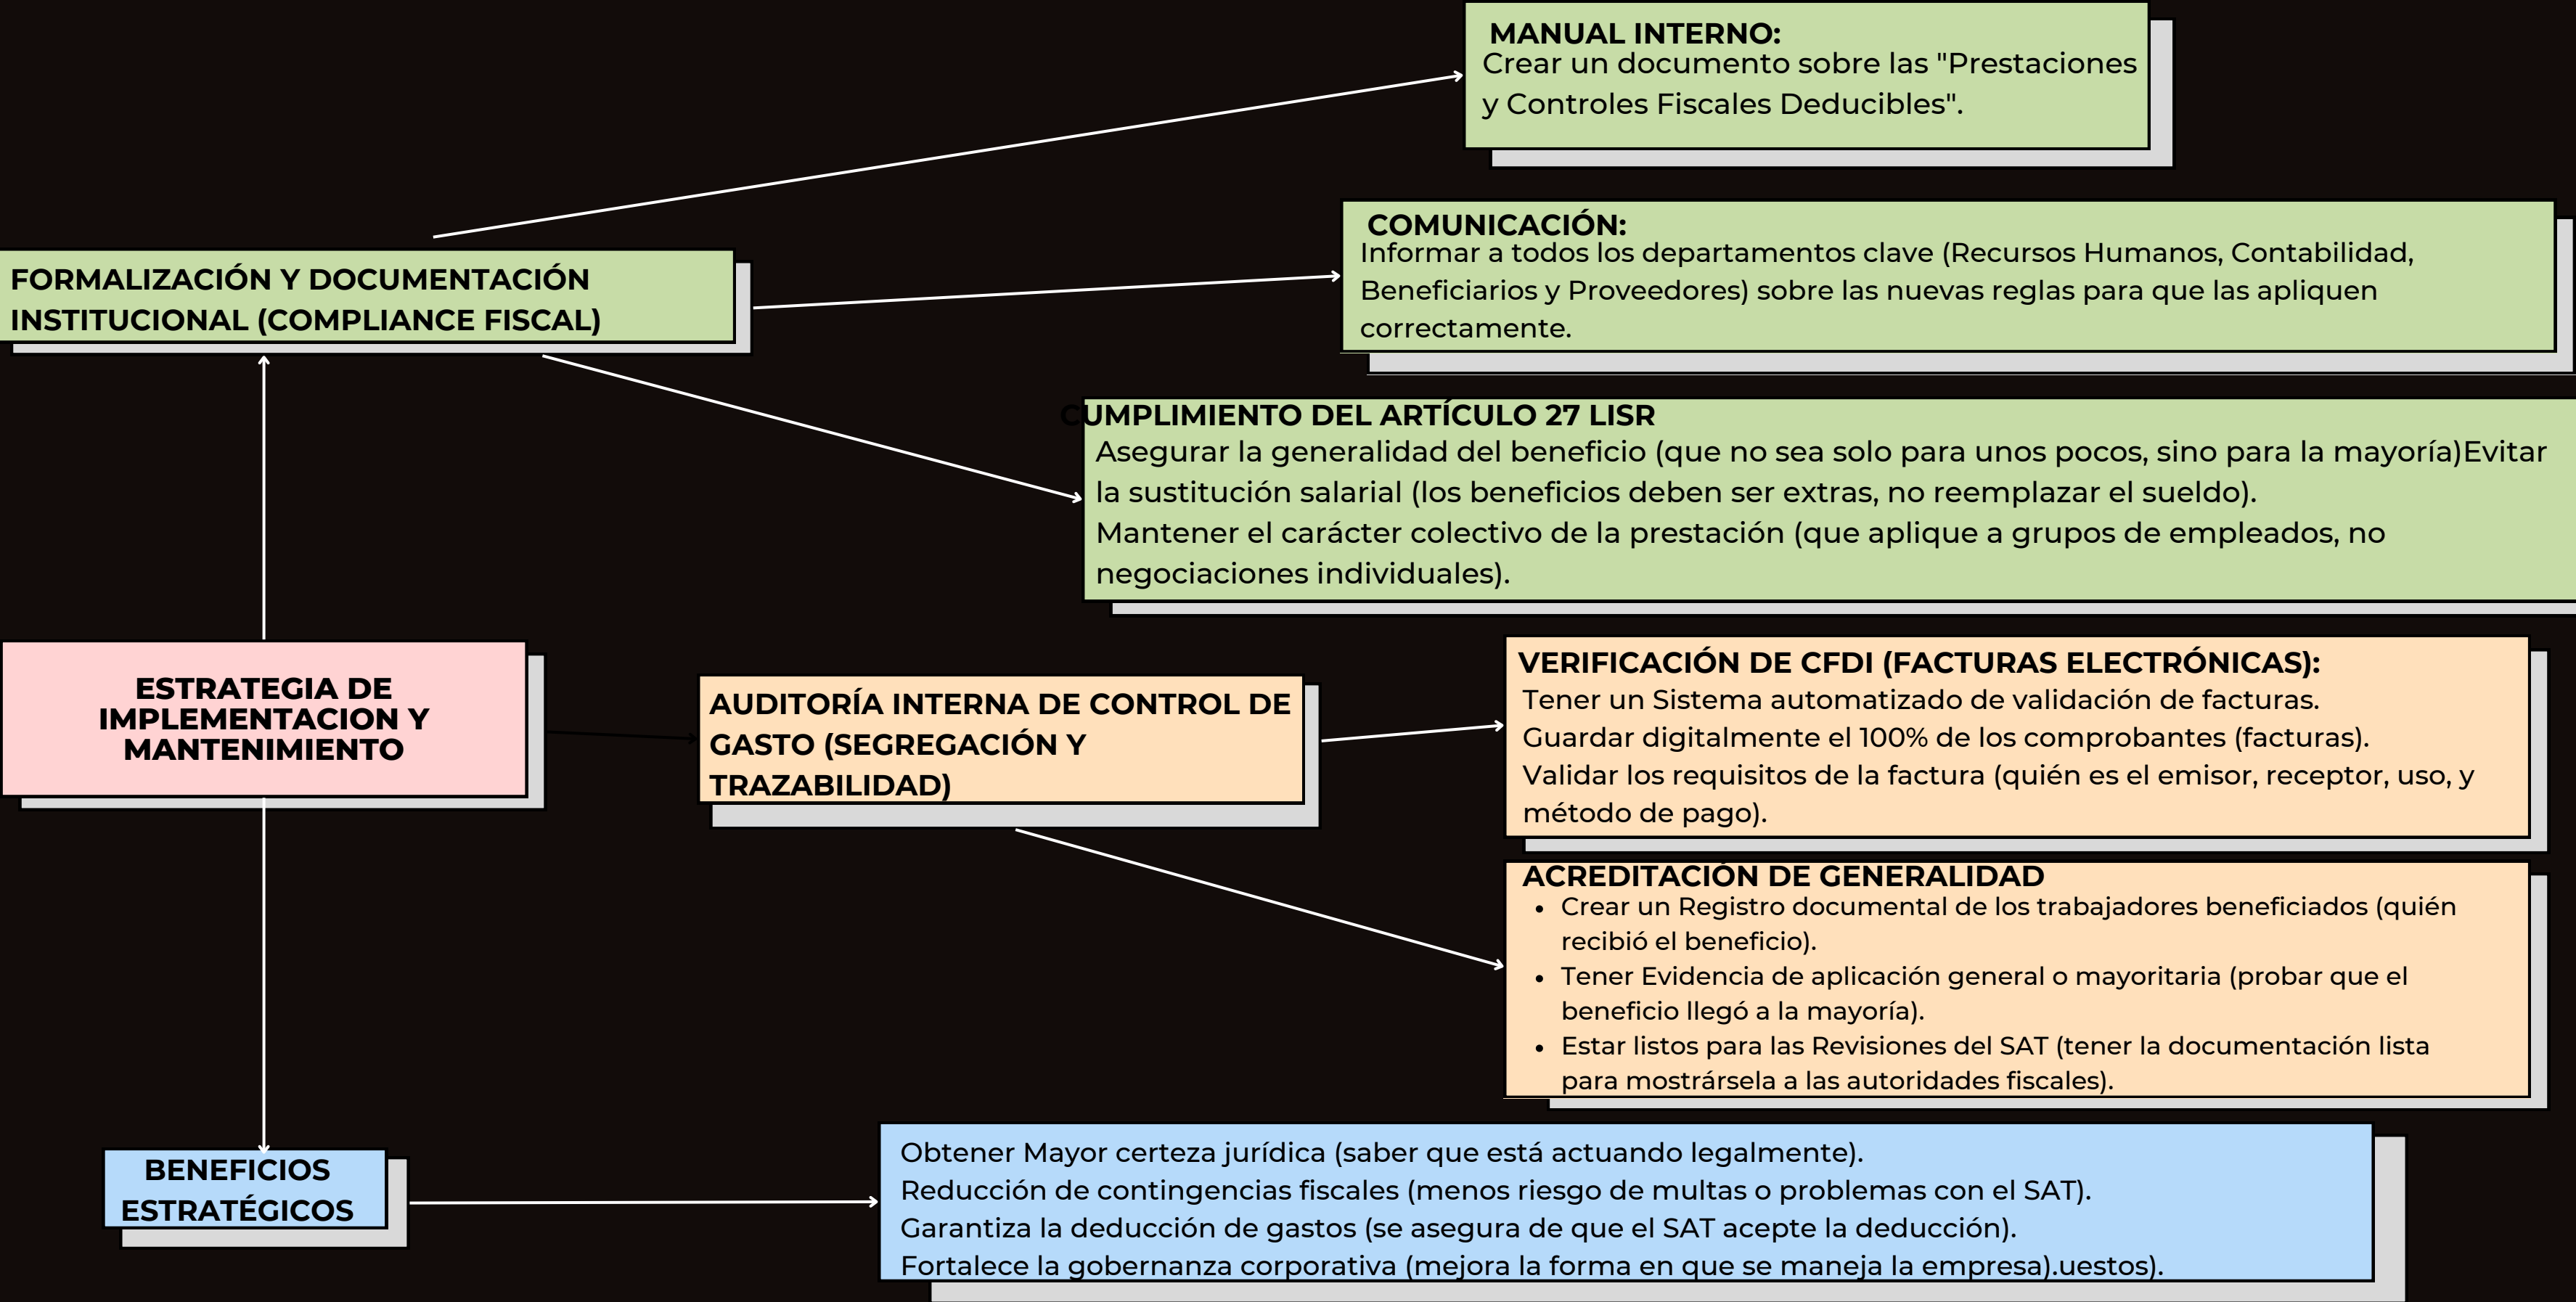 MANUAL INTERNO:
Crear un documento sobre las "Prestaciones
y Controles Fiscales Deducibles".
COMUNICACIÓN:
Informar a todos los departamentos clave (Recursos Humanos, Contabilidad,
Beneficiarios y Proveedores) sobre las nuevas reglas para que las apliquen
correctamente.
FORMALIZACIÓN Y DOCUMENTACIÓN
INSTITUCIONAL (COMPLIANCE FISCAL)
CUMPLIMIENTO DEL ARTÍCULO 27 LISR
Asegurar la generalidad del beneficio (que no sea solo para unos pocos, sino para la mayoría)Evitar
la sustitución salarial (los beneficios deben ser extras, no reemplazar el sueldo).
Mantener el carácter colectivo de la prestación (que aplique a grupos de empleados, no
negociaciones individuales).
ESTRATEGIA DE
IMPLEMENTACION Y
MANTENIMIENTO
AUDITORÍA INTERNA DE CONTROL DE
GASTO (SEGREGACIÓN Y
TRAZABILIDAD)
VERIFICACIÓN DE CFDI (FACTURAS ELECTRÓNICAS):
Tener un Sistema automatizado de validación de facturas.
Guardar digitalmente el 100% de los comprobantes (facturas).
Validar los requisitos de la factura (quién es el emisor, receptor, uso, y
método de pago).
ACREDITACIÓN DE GENERALIDAD
• Crear un Registro documental de los trabajadores beneficiados (quién
recibió el beneficio).
• Tener Evidencia de aplicación general o mayoritaria (probar que el
beneficio llegó a la mayoría).
• Estar listos para las Revisiones del SAT (tener la documentación lista
para mostrársela a las autoridades fiscales).
BENEFICIOS
ESTRATÉGICOS
Obtener Mayor certeza jurídica (saber que está actuando legalmente).
Reducción de contingencias fiscales (menos riesgo de multas o problemas con el SAT).
Garantiza la deducción de gastos (se asegura de que el SAT acepte la deducción).
Fortalece la gobernanza corporativa (mejora la forma en que se maneja la empresa).uestos).